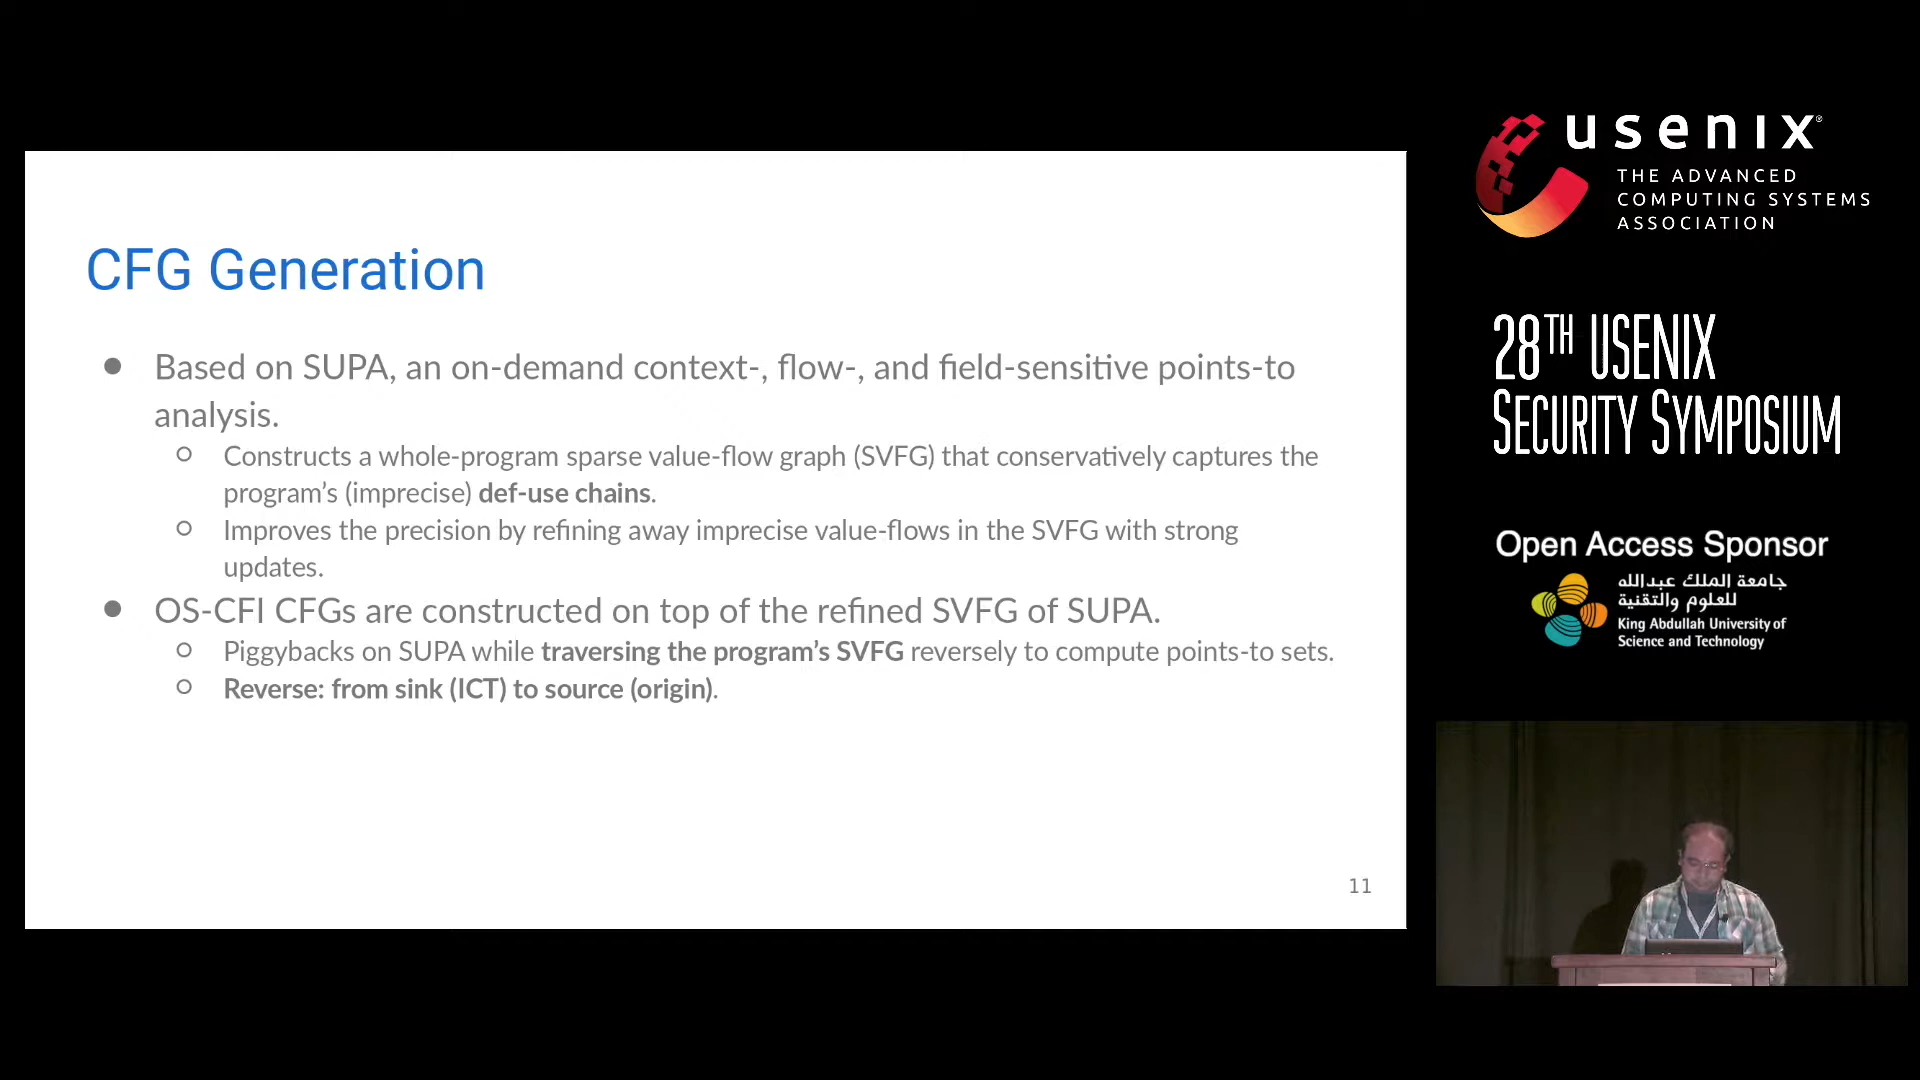 CFG Generation
● Based on SUPA, an on-demand context-, flow-, and field-sensitive points-to
analysis.
○ Constructs a whole-program sparse value-flow graph (SVFG) that conservatively captures the
program's (imprecise) def-use chains.
○ Improves the precision by refining away imprecise value-flows in the SVFG with strong
updates.
● OS-CFI CFGs are constructed on top of the refined SVFG of SUPA.
○ Piggybacks on SUPA while traversing the program's SVFG reversely to compute points-to sets.
○ Reverse: from sink (ICT) to source (origin).
11
usenix®
THE ADVANCED
COMPUTING SYSTEMS
ASSOCIATION
28TH USENIX
SECURITY SYMPOSIUM
Open Access Sponsor
جامعة الملك عبدالله
للعلوم والتقنية
King Abdullah University of
Science and Technology